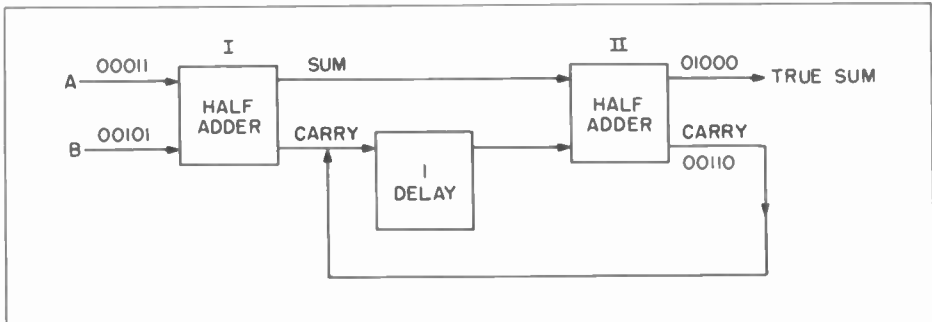 I
II
00011
SUM
01000
A
TRUE SUM
HALF
ADDER
HALF
ADDER
00101
CARRY
CARRY
B
00110
1
DELAY